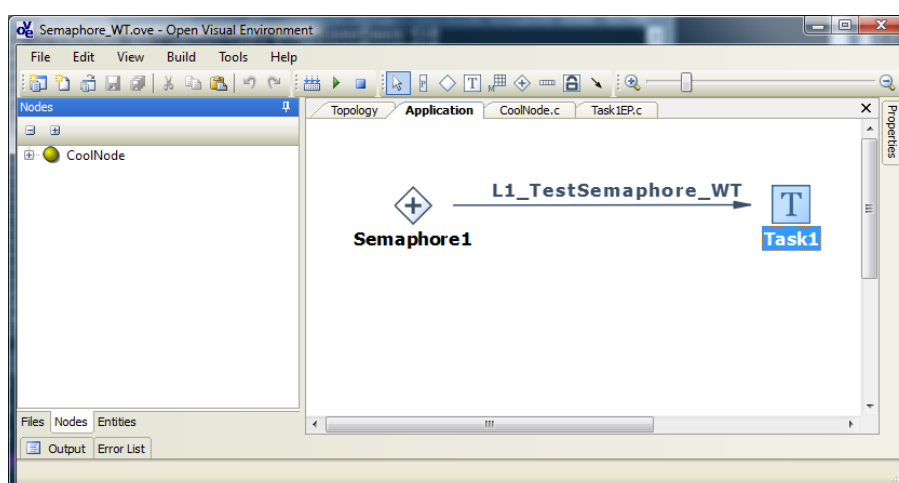 Semaphore_WT.ove - Open Visual Environment
File Edit View Build Tools Help
Nodes
Topology Application CoolNode.c Task1EP.c
Properties
CoolNode
L1_TestSemaphore_WT
T
Semaphore1
Task1
Files Nodes Entities
Output Error List